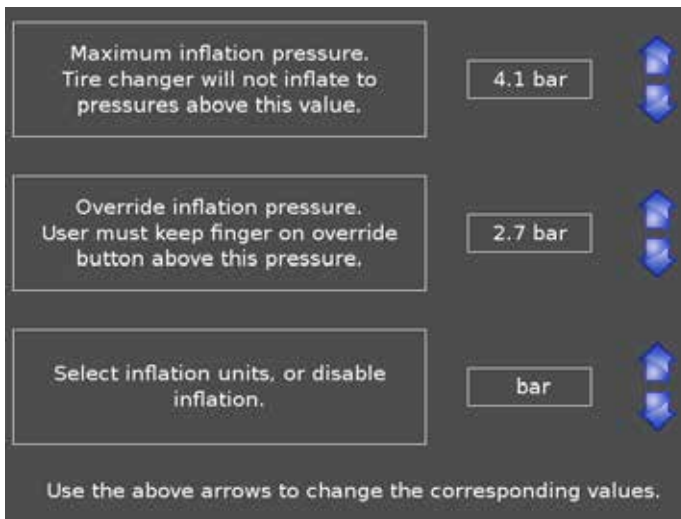 Maximum inflation pressure.
Tire changer will not inflate to
pressures above this value.
4.1 bar
Override inflation pressure.
User must keep finger on override
button above this pressure.
2.7 bar
Select inflation units, or disable
inflation.
bar
Use the above arrows to change the corresponding values.